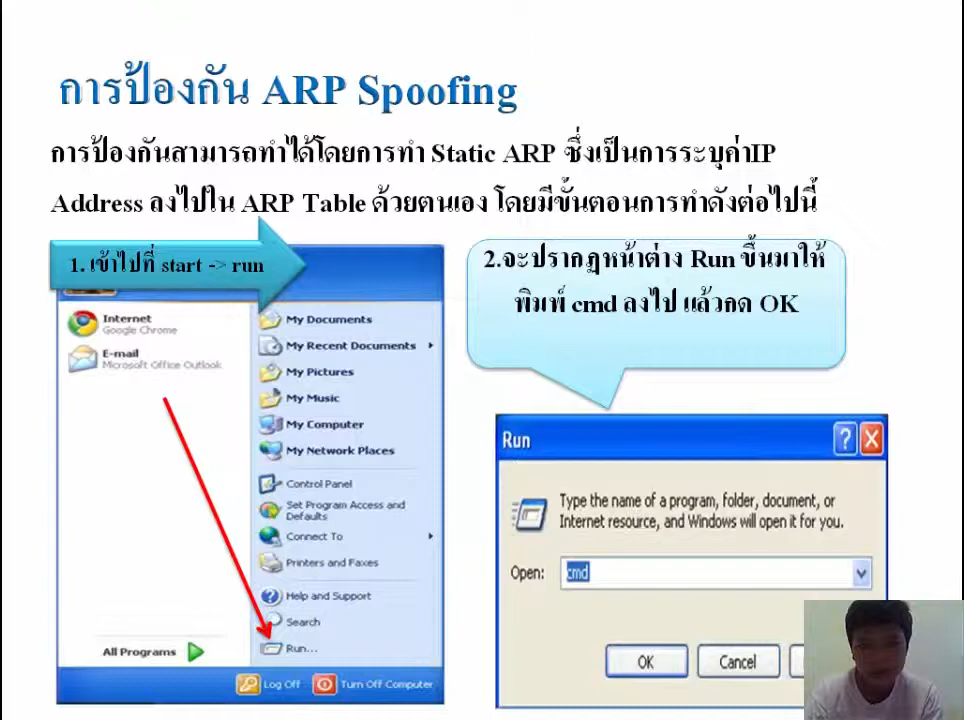 การป้องกัน ARP Spoofing
การป้องกันสามารถทำได้โดยการทำ Static ARP ซึ่งเป็นการระบุค่าIP
Address ลงไปใน ARP Table ด้วยตนเอง โดยมีขั้นตอนการทำดังต่อไปนี้
1. เข้าไปที่ start -> run
Internet
Google Chrome
E-mail
Microsoft Office Outlook
All Programs
My Documents
My Recent Documents
My Pictures
My Music
My Computer
My Network Places
Control Panel
Set Program Access and
Defaults
Connect To
Printers and Faxes
Help and Support
Search
Run...
Log Off
Turn Off Computer
2.จะปรากฏหน้าต่าง Run ขึ้นมาให้
พิมพ์ cmd ลงไป แล้วกด OK
Run
Type the name of a program, folder, document, or
Internet resource, and Windows will open it for you.
Open:
cmd
OK
Cancel